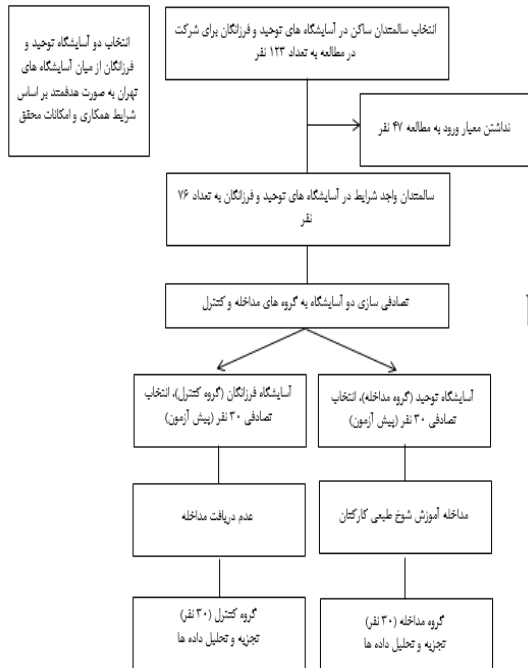 انتخاب دو آسایشگاه توحید و
فرزانگان از میان آسایشگاه های
تهران به صورت هدفمند بر اساس
شرایط همکاری و امکانات محقق
انتخاب سالمندان ساکن در آسایشگاه های توحید و فرزانگان برای شرکت
در مطالعه به تعداد ۱۲۳ نفر
نداشتن معیار ورود به مطالعه ۴۷ نفر
سالمندان واجد شرایط در آسایشگاه های توحید و فرزانگان به تعداد ۷۶
نفر
تصادفی سازی دو آسایشگاه به گروه های مداخله و کنترل
آسایشگاه توحید (گروه مداخله)، انتخاب
تصادفی ۳۰ نفر (پیش آزمون)
آسایشگاه فرزانگان (گروه کنترل)، انتخاب
تصادفی ۳۰ نفر (پیش آزمون)
مداخله آموزش شوخ طبعی کارکتان
عدم دریافت مداخله
گروه مداخله (۳۰ نفر)
تجزیه و تحلیل داده ها
گروه کنترل (۳۰ نفر)
تجزیه و تحلیل داده ها